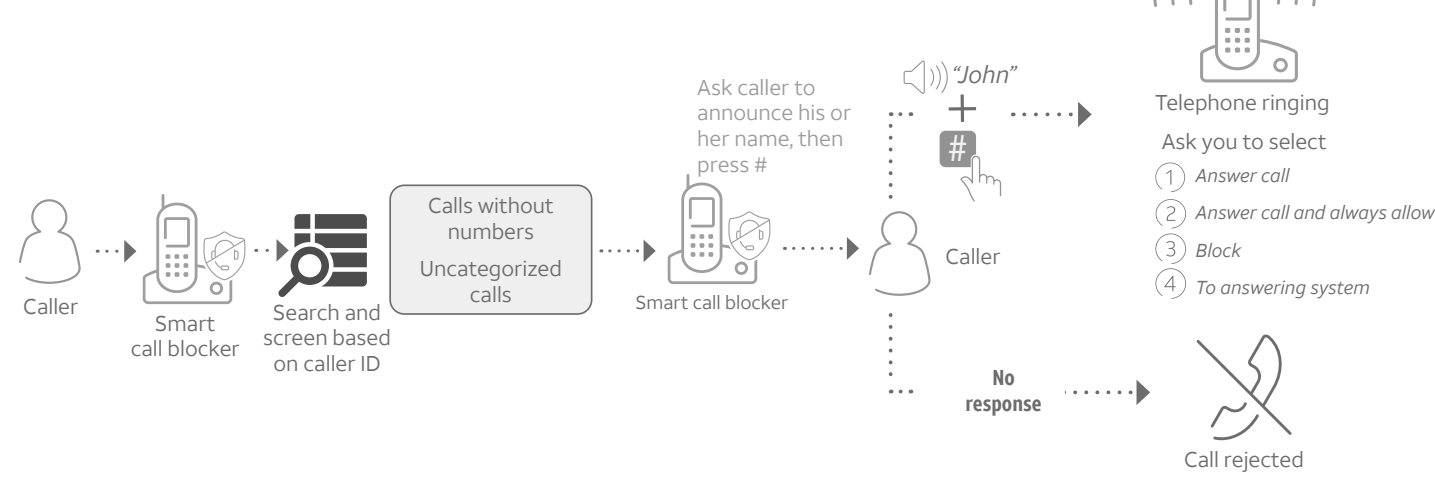 Caller
Smart
call blocker
Search and
screen based
on caller ID
Calls without
numbers
Uncategorized
calls
Ask caller to
announce his or
her name, then
press #
Smart call blocker
Caller
“John”
+
#
Telephone ringing
Ask you to select
1 Answer call
2 Answer call and always allow
3 Block
4 To answering system
No
response
Call rejected